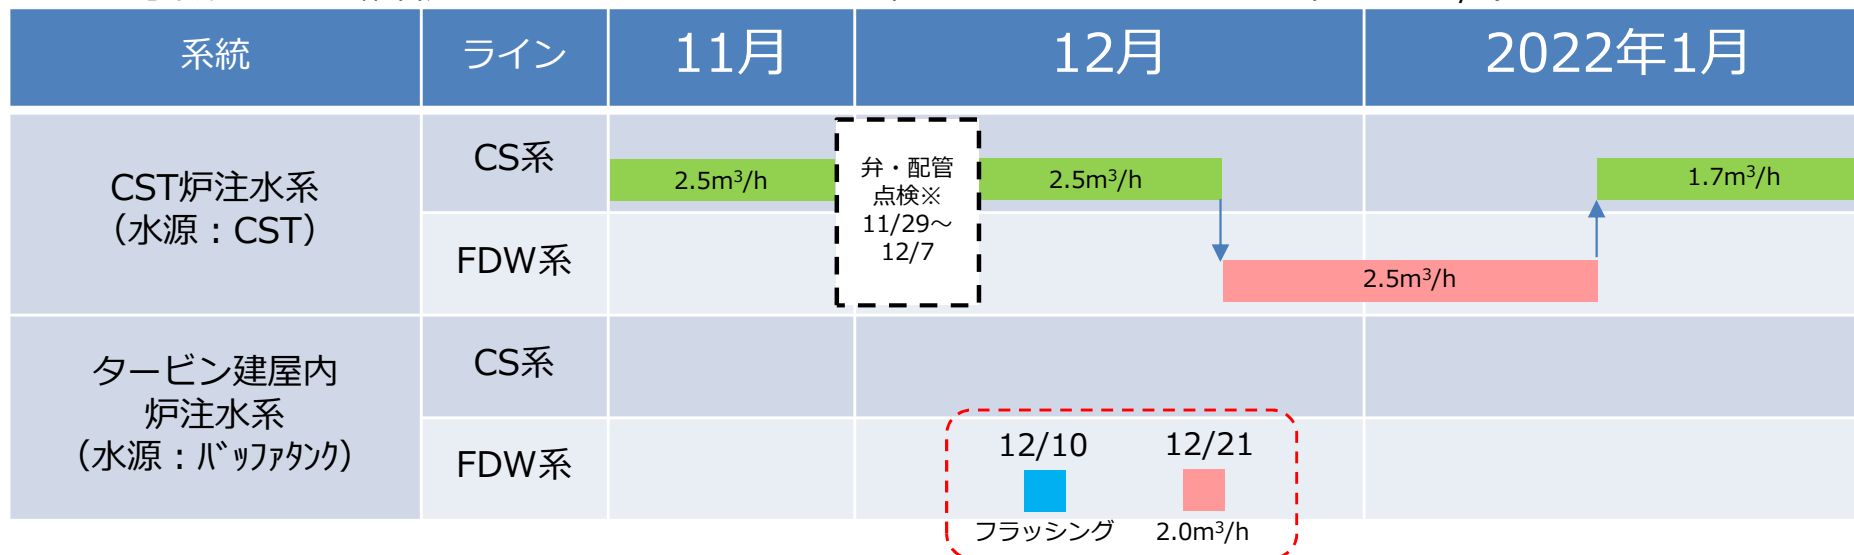 系統
ライン
11月
12月
2022年1月
CST炉注水系
（水源：CST）
CS系
2.5m³/h
弁・配管
点検※
11/29～
12/7
2.5m³/h
1.7m³/h
FDW系
2.5m³/h
タービン建屋内
炉注水系
（水源：ﾊﾞｯﾌｧﾀﾝｸ）
CS系
FDW系
12/10
12/21
フラッシング
2.0m³/h